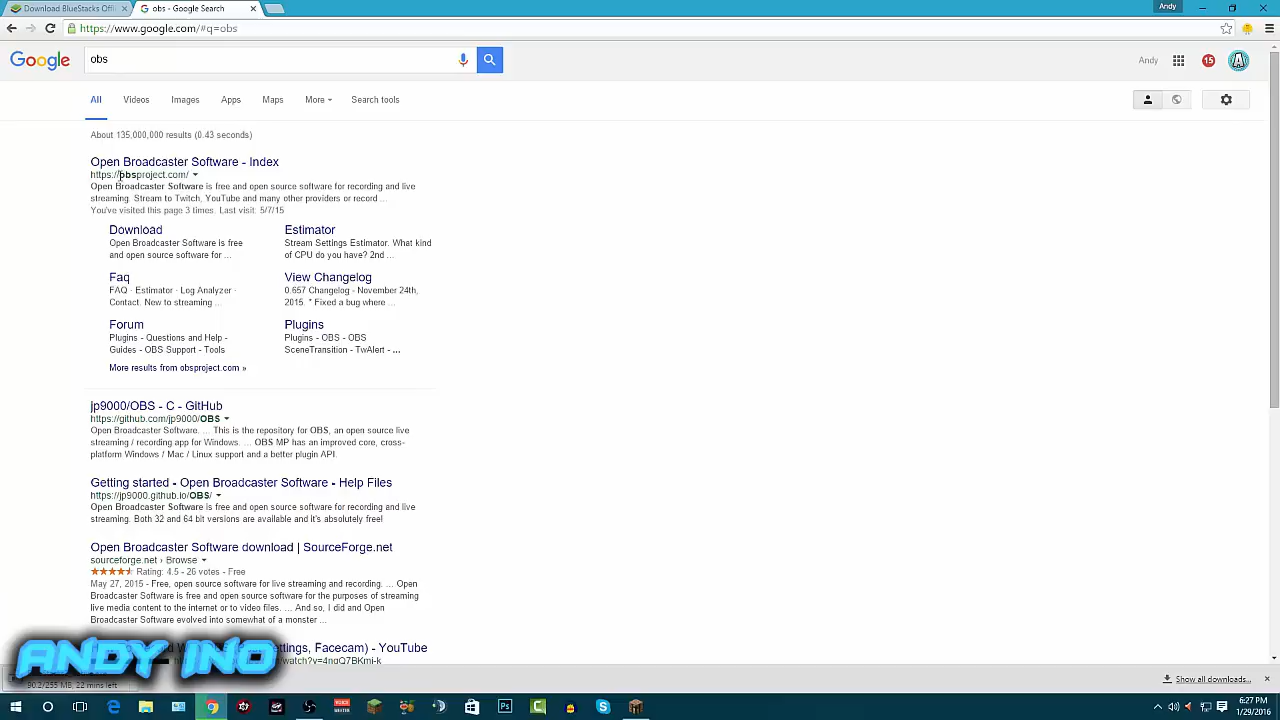 Download BlueStacks Offli
obs - Google Search
Andy
https://www.google.com/#q=obs
Google
obs
Andy
15
All
Videos
Images
Apps
Maps
More
Search tools
About 135,000,000 results (0.43 seconds)
Open Broadcaster Software - Index
https://obsproject.com/
Open Broadcaster Software is free and open source software for recording and live
streaming. Stream to Twitch, YouTube and many other providers or record ...
You've visited this page 3 times. Last visit: 5/7/15
Download
Open Broadcaster Software is free
and open source software for ...
Estimator
Stream Settings Estimator. What kind
of CPU do you have? 2nd ...
Faq
FAQ · Estimator · Log Analyzer ·
Contact. New to streaming ...
View Changelog
0.657 Changelog - November 24th,
2015. * Fixed a bug where ...
Forum
Plugins - Questions and Help -
Guides - OBS Support - Tools
Plugins
Plugins - OBS - OBS
SceneTransition - TwAlert - ...
More results from obsproject.com »
jp9000/OBS - C - GitHub
https://github.com/jp9000/OBS
Open Broadcaster Software. ... This is the repository for OBS, an open source live
streaming / recording app for Windows. ... OBS MP has an improved core, cross-
platform Windows / Mac / Linux support and a better plugin API.
Getting started - Open Broadcaster Software - Help Files
https://jp9000.github.io/OBS/
Open Broadcaster Software is free and open source software for recording and live
streaming. Both 32 and 64 bit versions are available and it's absolutely free!
Open Broadcaster Software download | SourceForge.net
sourceforge.net › Browse
Rating: 4.5 - 26 votes - Free
May 27, 2015 - Free, open source software for live streaming and recording. ... Open
Broadcaster Software is free and open source software for the purposes of streaming
live media content to the internet or to video files. ... And so, I did and Open
Broadcaster Software evolved into somewhat of a monster ...
ettings, Facecam) - YouTube
/watch?v=4ngQ7BKmi-k
ANDY INO
90.2/255 MB, 22 mins left
Show all downloads...
6:27 PM
1/29/2016